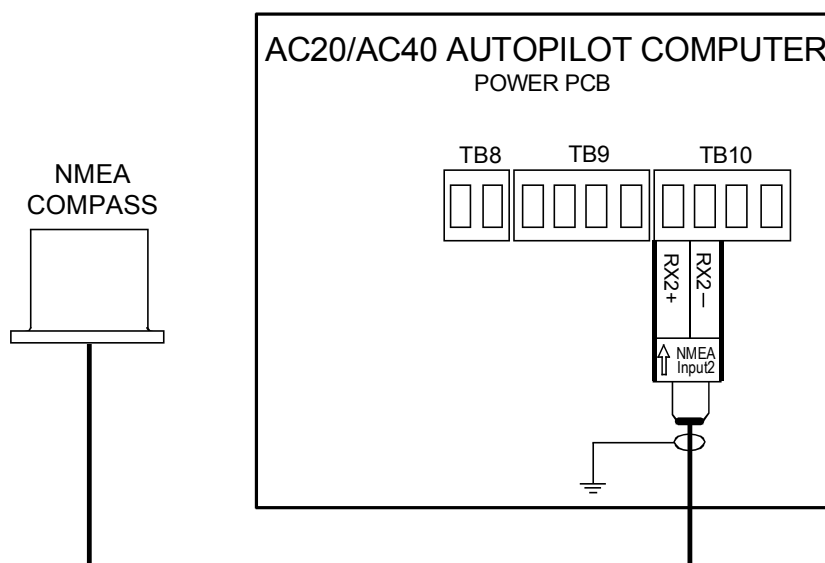 AC20/AC40 AUTOPILOT COMPUTER
POWER PCB
TB8
TB9
TB10
NMEA
COMPASS
RX2+
RX2–
NMEA
Input2